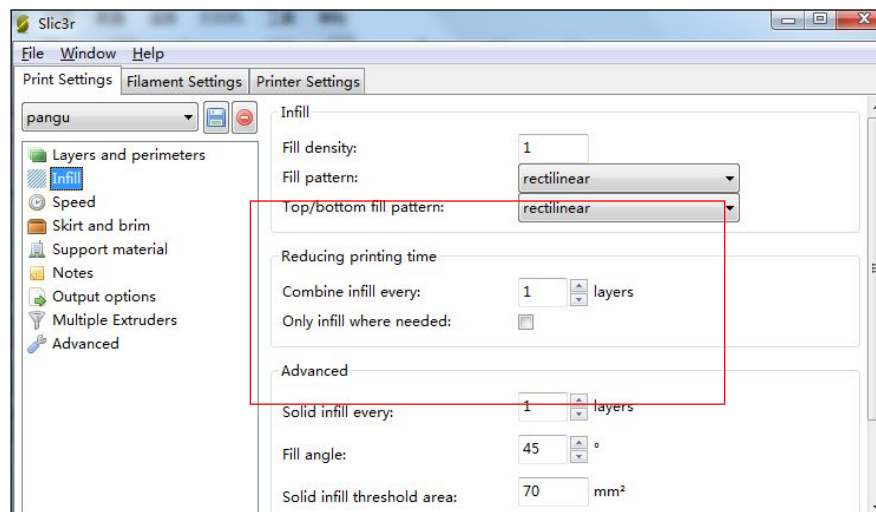 Slic3r
File Window Help
Print Settings Filament Settings Printer Settings
pangu
Layers and perimeters
Infill
Speed
Skirt and brim
Support material
Notes
Output options
Multiple Extruders
Advanced
Infill
Fill density: 1
Fill pattern: rectilinear
Top/bottom fill pattern: rectilinear
Reducing printing time
Combine infill every: 1 layers
Only infill where needed:
Advanced
Solid infill every: 1 layers
Fill angle: 45 °
Solid infill threshold area: 70 mm²